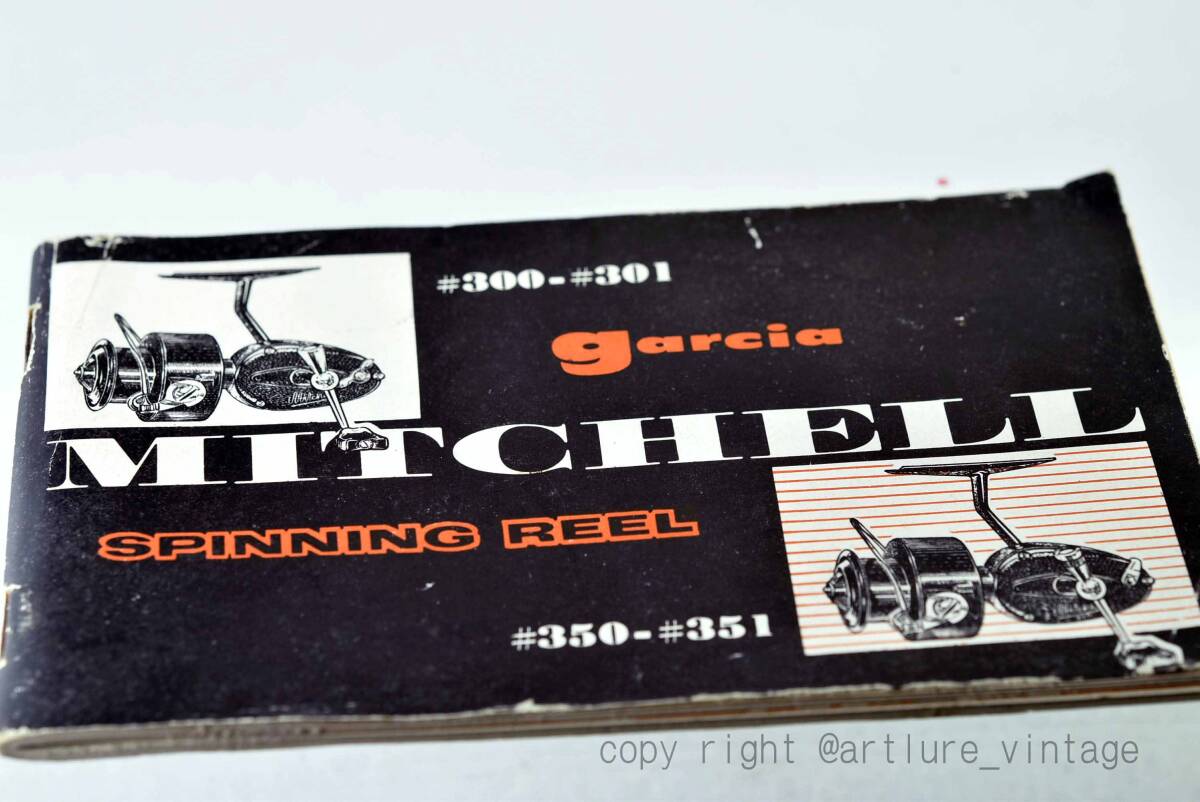 #300-#301
garcia
MITCHELL
SPINNING REEL
#350-#351
copy right @artlure_vintage